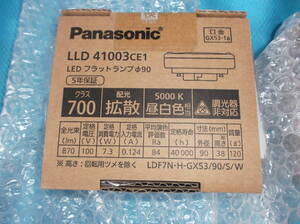 Panasonic
LLD 41003CE1
LED フラットランプφ90
5年保証
口金
GX53-1a
クラス
700
配光
拡散
5000 K
昼白色
調光器
非対応
全光束
定格電圧
定格消費電力
定格入力電流
平均演色評価数
定格寿命
寸法(mm)
質量
(lm)
(V)
(W)
(A)
Ra
(h)
外径
高さ
(g)
870
100
7.3
0.124
84
40 000
90
38
120
※高さ:回転用ツメを除く
LDF7N-H-GX53/90/S/W